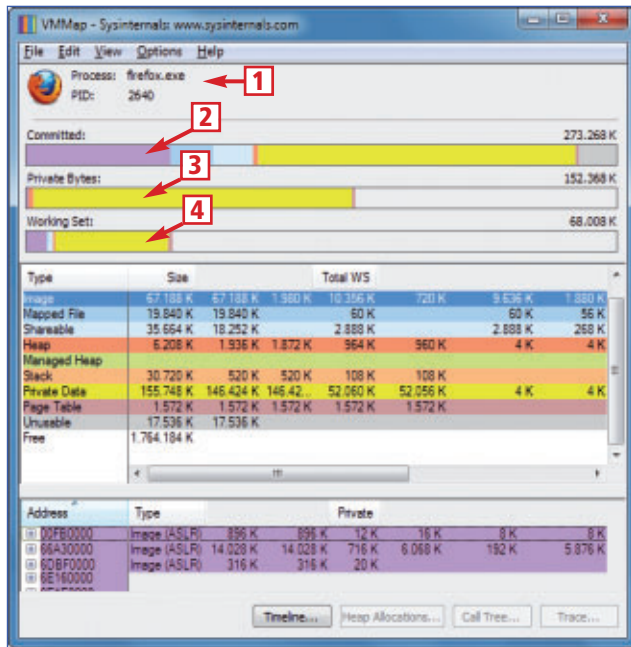 VMMap - Sysinternals: www.sysinternals.com
File Edit View Options Help
Process: firefox.exe
1
PID: 2640
2
Committed: 273.268 K
3
Private Bytes: 152.368 K
4
Working Set: 68.008 K
Type Size Total WS
Image 67.188 K 67.188 K 1.980 K 10.356 K 720 K 9.636 K 1.880 K
Mapped File 19.840 K 19.840 K 60 K 60 K 56 K
Shareable 35.664 K 18.252 K 2.888 K 2.888 K 268 K
Heap 6.208 K 1.936 K 1.872 K 964 K 960 K 4 K 4 K
Managed Heap
Stack 30.720 K 520 K 520 K 108 K 108 K
Private Data 155.748 K 146.424 K 146.42... 52.060 K 52.056 K 4 K 4 K
Page Table 1.572 K 1.572 K 1.572 K 1.572 K 1.572 K
Unusable 17.536 K 17.536 K
Free 1.764.184 K
Address Type Private
00FB0000 Image (ASLR) 896 K 896 K 12 K 16 K 8 K 8 K
66A30000 Image (ASLR) 14.028 K 14.028 K 716 K 6.068 K 192 K 5.876 K
6DBF0000 Image (ASLR) 316 K 316 K 20 K
6E160000
Timeline... Heap Allocations... Call Tree... Trace...